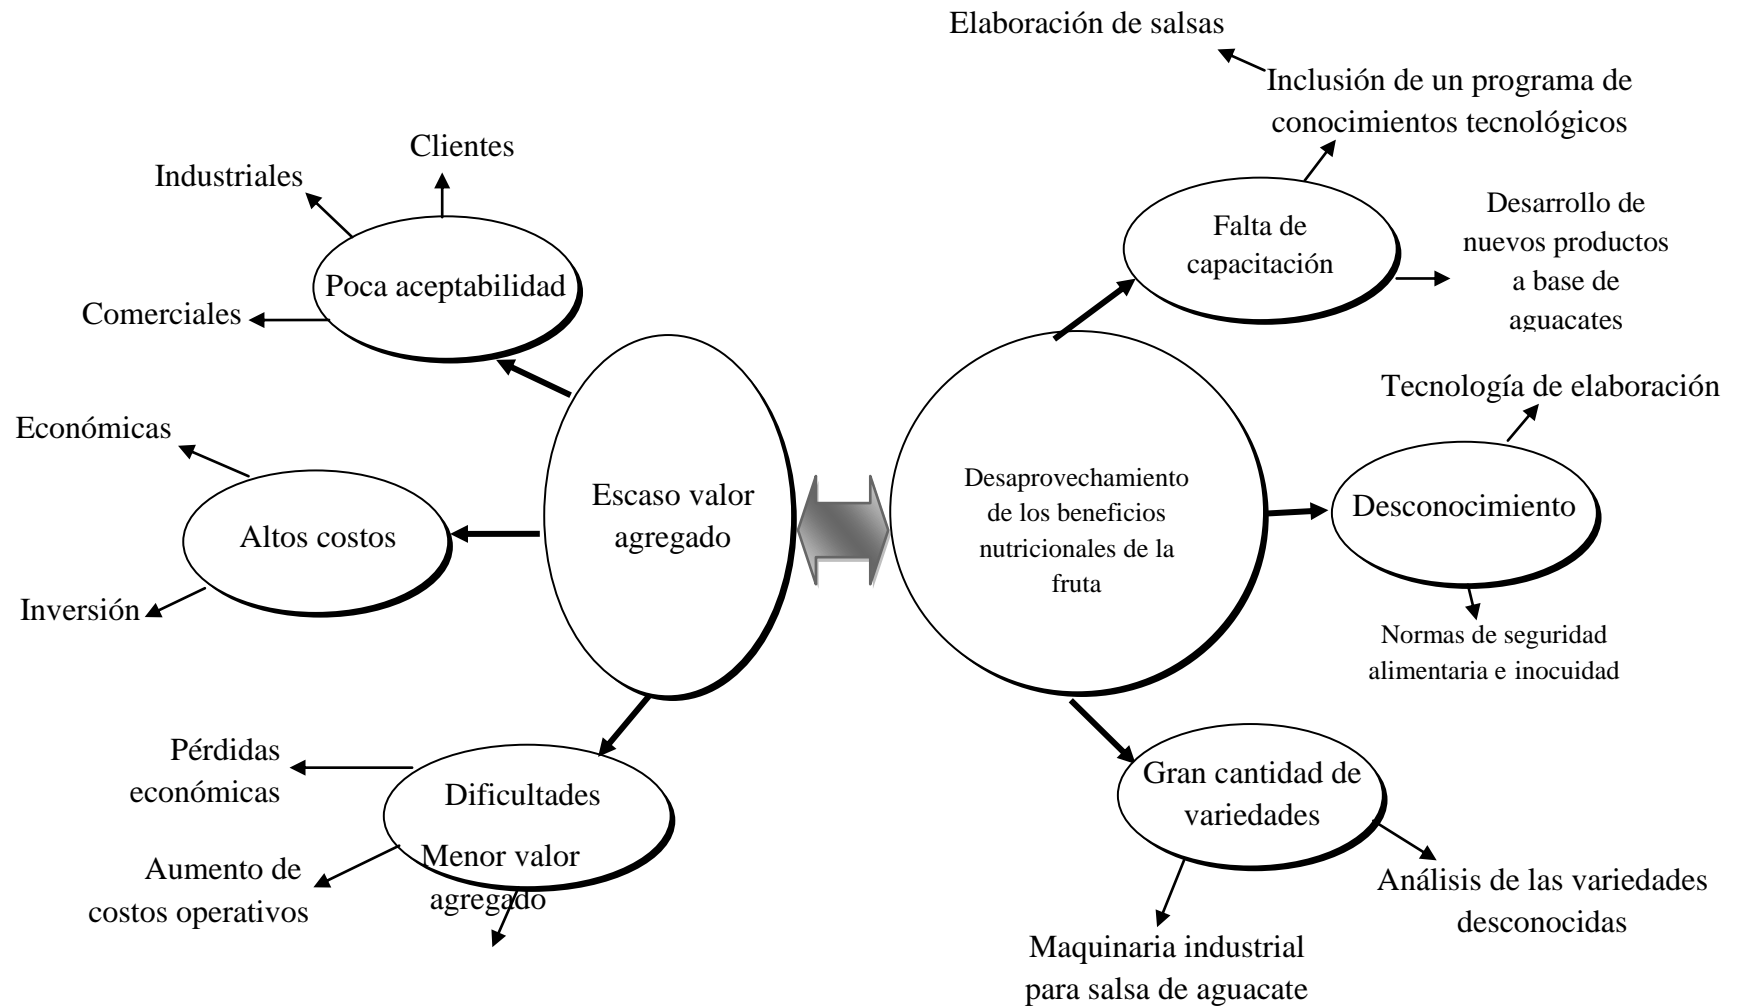 Elaboración de salsas
Inclusión de un programa de
conocimientos tecnológicos
Clientes
Industriales
Poca aceptabilidad
Comerciales
Falta de
capacitación
Desarrollo de
nuevos productos
a base de
aguacates
Económicas
Altos costos
Inversión
Escaso valor
agregado
Desaprovechamiento
de los beneficios
nutricionales de la
fruta
Tecnología de elaboración
Desconocimiento
Normas de seguridad
alimentaria e inocuidad
Pérdidas
económicas
Dificultades
Menor valor
agregado
Aumento de
costos operativos
Gran cantidad de
variedades
Análisis de las variedades
desconocidas
Maquinaria industrial
para salsa de aguacate